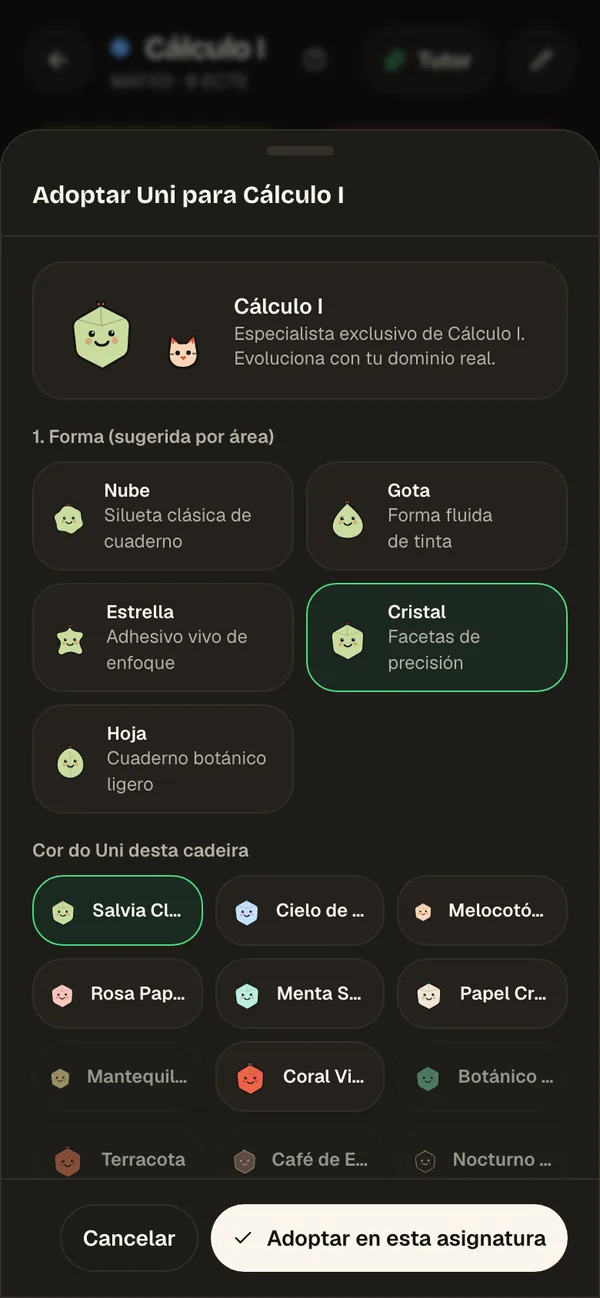 Cálculo I
Tutor
Adoptar Uni para Cálculo I
Cálculo I
Especialista exclusivo de Cálculo I.
Evoluciona con tu dominio real.
1. Forma (sugerida por área)
Nube
Silueta clásica de
cuaderno
Gota
Forma fluida
de tinta
Estrella
Adhesivo vivo de
enfoque
Cristal
Facetas de
precisión
Hoja
Cuaderno botánico
ligero
Cor do Uni desta cadeira
Salvia Cl...
Cielo de ...
Melocotó...
Rosa Pap...
Menta S...
Papel Cr...
Mantequil...
Coral Vi...
Botánico ...
Terracota
Café de E...
Nocturno ...
Cancelar
Adoptar en esta asignatura